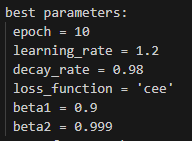 best parameters:
epoch = 10
learning_rate = 1.2
decay_rate = 0.98
loss_function = 'cee'
beta1 = 0.9
beta2 = 0.999